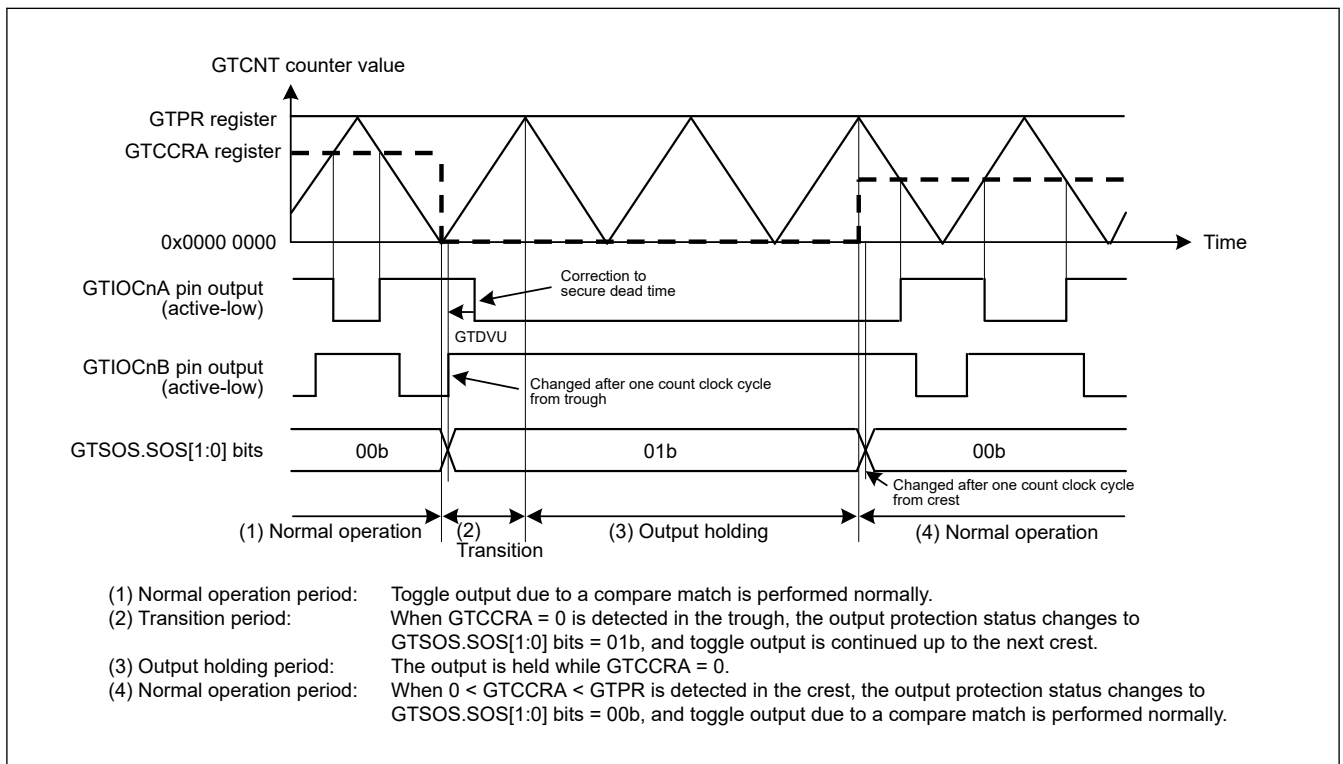 GTCNT counter value
GTPR register
GTCCRA register
0x0000 0000
Time
GTIOCnA pin output
(active-low)
Correction to
secure dead time
GTDVU
GTIOCnB pin output
(active-low)
Changed after one count clock cycle
from trough
GTSOS.SOS[1:0] bits
00b
01b
00b
Changed after one count clock cycle
from crest
(1) Normal operation
(2)
Transition
(3) Output holding
(4) Normal operation
(1) Normal operation period: Toggle output due to a compare match is performed normally.
(2) Transition period: When GTCCRA = 0 is detected in the trough, the output protection status changes to
GTSOS.SOS[1:0] bits = 01b, and toggle output is continued up to the next crest.
(3) Output holding period: The output is held while GTCCRA = 0.
(4) Normal operation period: When 0 < GTCCRA < GTPR is detected in the crest, the output protection status changes to
GTSOS.SOS[1:0] bits = 00b, and toggle output due to a compare match is performed normally.